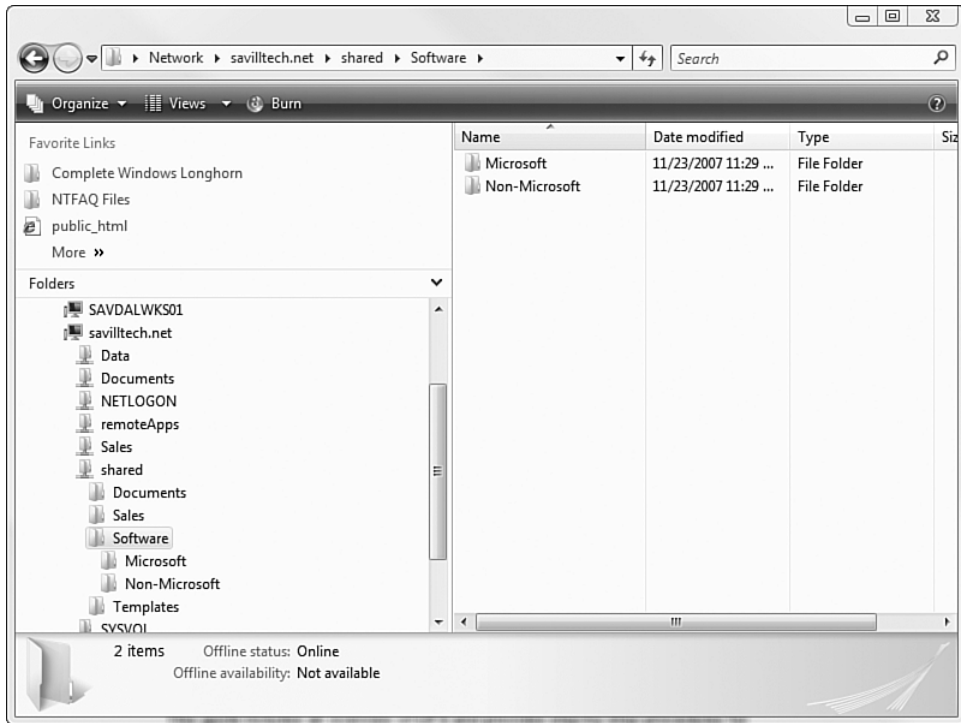 Network ▸ savilltech.net ▸ shared ▸ Software ▸
Search
Organize Views Burn
Favorite Links
Complete Windows Longhorn
NTFAQ Files
public_html
More »
Folders
SAVDALWKS01
savilltech.net
Data
Documents
NETLOGON
remoteApps
Sales
shared
Documents
Sales
Software
Microsoft
Non-Microsoft
Templates
SYSVOL
Name Date modified Type Siz
Microsoft 11/23/2007 11:29 ... File Folder
Non-Microsoft 11/23/2007 11:29 ... File Folder
2 items Offline status: Online
Offline availability: Not available